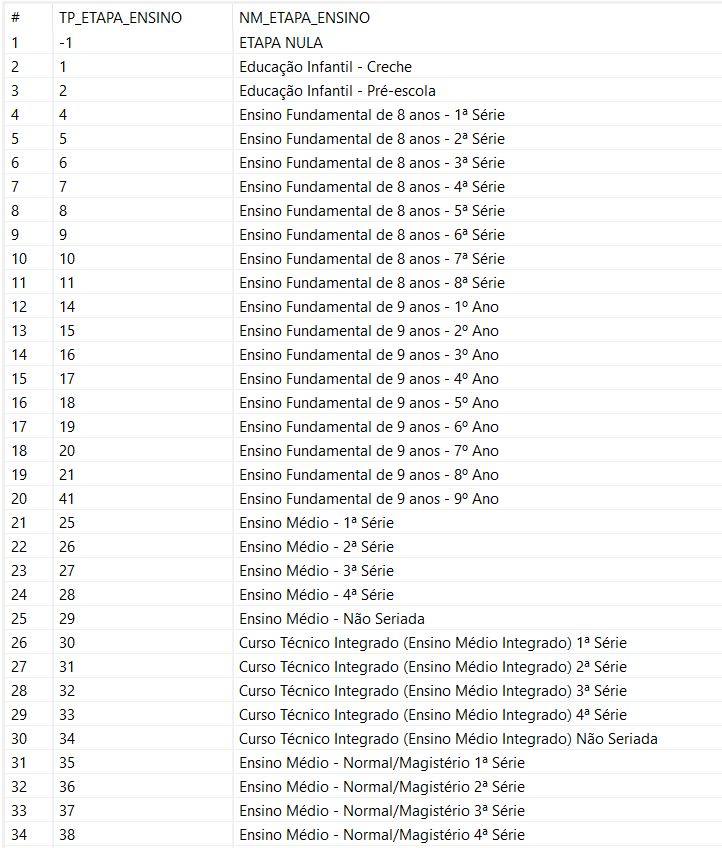 # TP_ETAPA_ENSINO NM_ETAPA_ENSINO
1 -1 ETAPA NULA
2 1 Educação Infantil - Creche
3 2 Educação Infantil - Pré-escola
4 4 Ensino Fundamental de 8 anos - 1ª Série
5 5 Ensino Fundamental de 8 anos - 2ª Série
6 6 Ensino Fundamental de 8 anos - 3ª Série
7 7 Ensino Fundamental de 8 anos - 4ª Série
8 8 Ensino Fundamental de 8 anos - 5ª Série
9 9 Ensino Fundamental de 8 anos - 6ª Série
10 10 Ensino Fundamental de 8 anos - 7ª Série
11 11 Ensino Fundamental de 8 anos - 8ª Série
12 14 Ensino Fundamental de 9 anos - 1º Ano
13 15 Ensino Fundamental de 9 anos - 2º Ano
14 16 Ensino Fundamental de 9 anos - 3º Ano
15 17 Ensino Fundamental de 9 anos - 4º Ano
16 18 Ensino Fundamental de 9 anos - 5º Ano
17 19 Ensino Fundamental de 9 anos - 6º Ano
18 20 Ensino Fundamental de 9 anos - 7º Ano
19 21 Ensino Fundamental de 9 anos - 8º Ano
20 41 Ensino Fundamental de 9 anos - 9º Ano
21 25 Ensino Médio - 1ª Série
22 26 Ensino Médio - 2ª Série
23 27 Ensino Médio - 3ª Série
24 28 Ensino Médio - 4ª Série
25 29 Ensino Médio - Não Seriada
26 30 Curso Técnico Integrado (Ensino Médio Integrado) 1ª Série
27 31 Curso Técnico Integrado (Ensino Médio Integrado) 2ª Série
28 32 Curso Técnico Integrado (Ensino Médio Integrado) 3ª Série
29 33 Curso Técnico Integrado (Ensino Médio Integrado) 4ª Série
30 34 Curso Técnico Integrado (Ensino Médio Integrado) Não Seriada
31 35 Ensino Médio - Normal/Magistério 1ª Série
32 36 Ensino Médio - Normal/Magistério 2ª Série
33 37 Ensino Médio - Normal/Magistério 3ª Série
34 38 Ensino Médio - Normal/Magistério 4ª Série